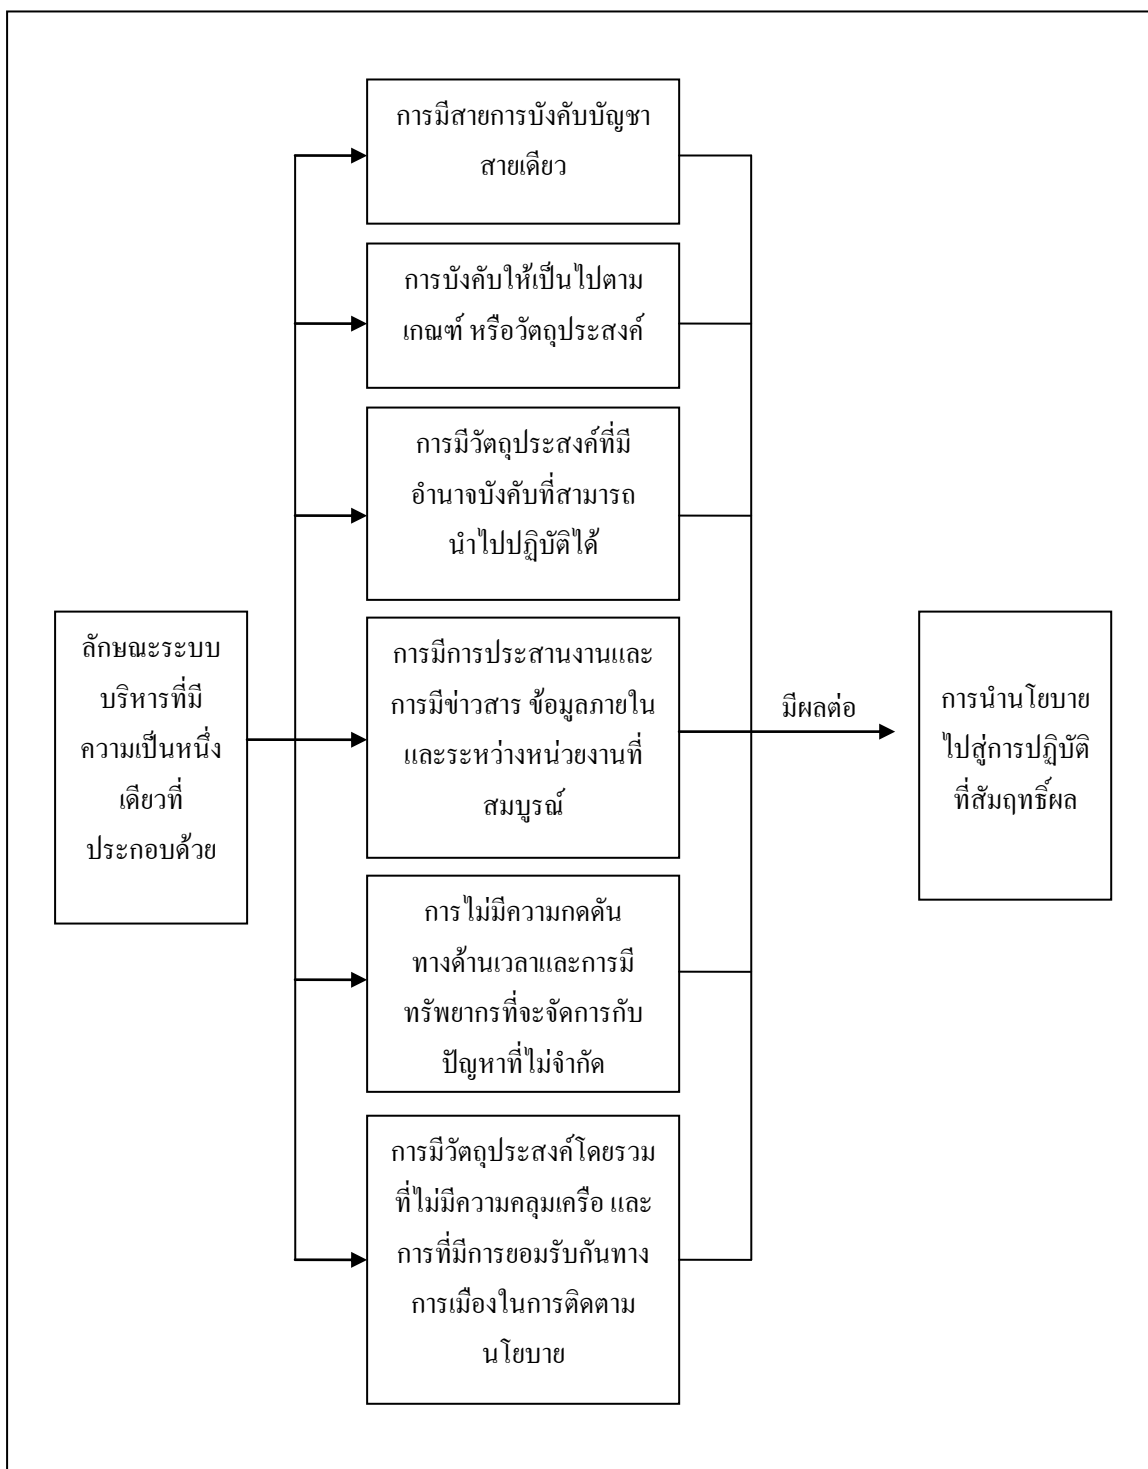 การมีสายการบังคับบัญชา
สายเดียว
การบังคับให้เป็นไปตาม
เกณฑ์ หรือวัตถุประสงค์
การมีวัตถุประสงค์ที่มี
อำนาจบังคับที่สามารถ
นำไปปฏิบัติได้
ลักษณะระบบ
บริหารที่มี
ความเป็นหนึ่ง
เดียวที่
ประกอบด้วย
การมีการประสานงานและ
การมีข่าวสาร ข้อมูลภายใน
และระหว่างหน่วยงานที่
สมบูรณ์
มีผลต่อ
การนำนโยบาย
ไปสู่การปฏิบัติ
ที่สัมฤทธิ์ผล
การไม่มีความกดดัน
ทางด้านเวลาและการมี
ทรัพยากรที่จะจัดการกับ
ปัญหาที่ไม่จำกัด
การมีวัตถุประสงค์โดยรวม
ที่ไม่มีความคลุมเครือ และ
การที่มีการยอมรับกันทาง
การเมืองในการติดตาม
นโยบาย